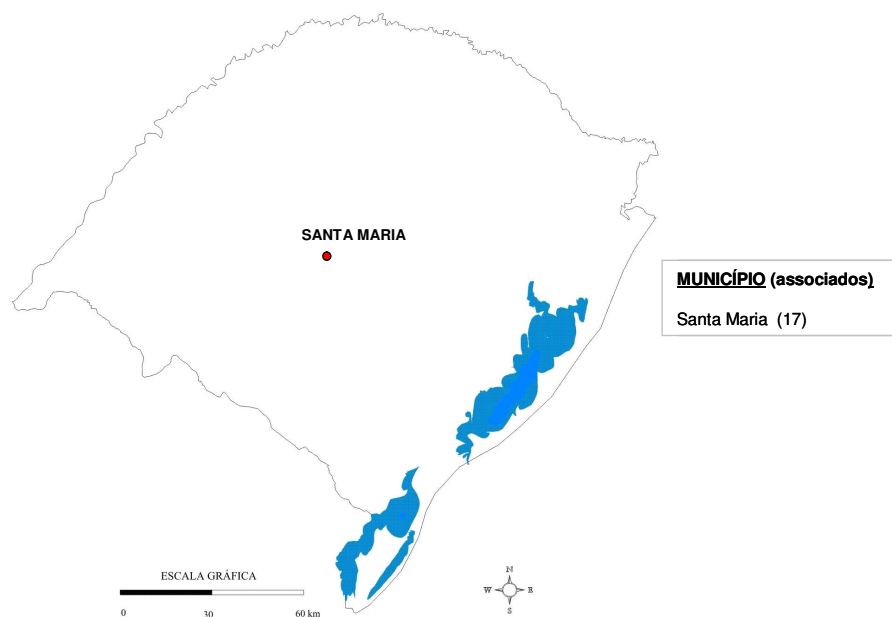 SANTA MARIA
MUNICÍPIO (associados)
Santa Maria (17)
ESCALA GRÁFICA
0 30 60 km
N
W E
S